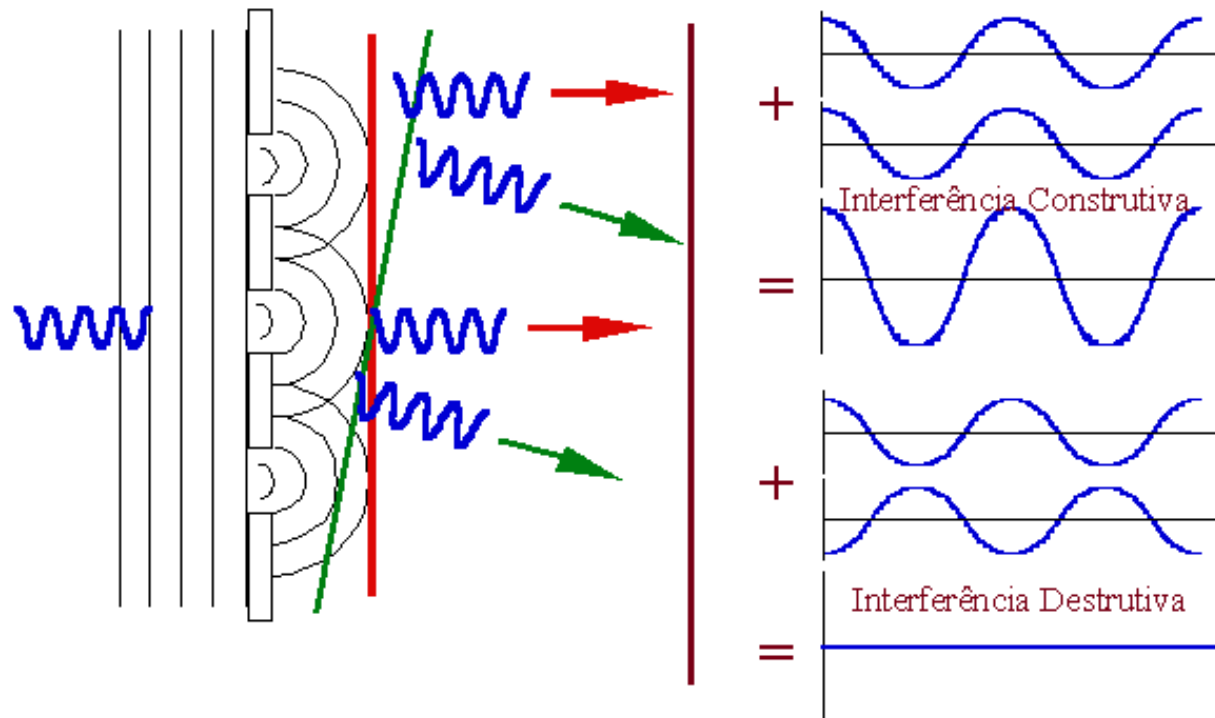 +
Interferência Construtiva
=
+
Interferência Destrutiva
=